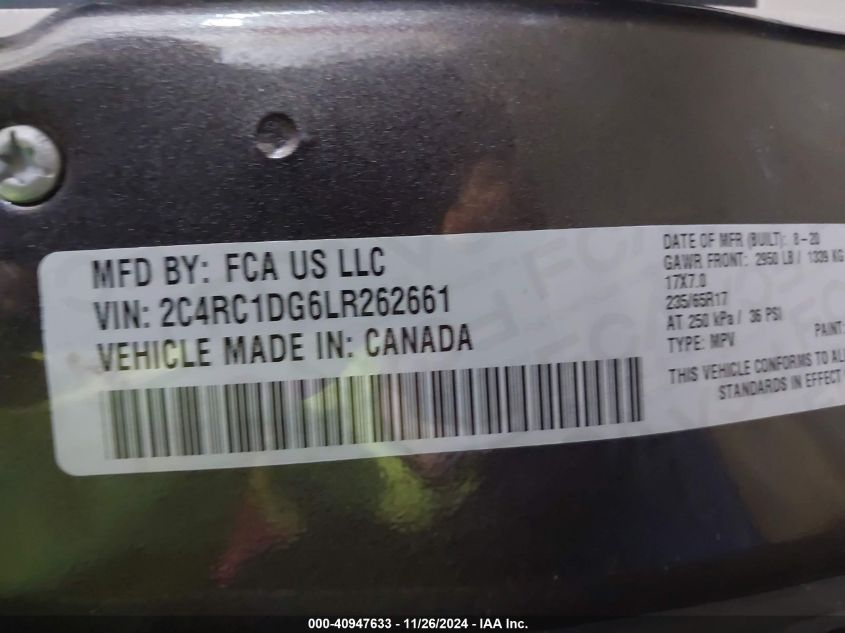 MFD BY: FCA US LLC
VIN: 2C4RC1DG6LR262661
VEHICLE MADE IN: CANADA
DATE OF MFR (BUILT): 8-20
GAWR FRONT: 2950 LB / 1339 KG
17X7.0
235/65R17
AT 250 kPa / 36 PSI
TYPE: MPV PAINT:
THIS VEHICLE CONFORMS TO ALL
STANDARDS IN EFFECT
000-40947633 - 11/26/2024 - IAA Inc.